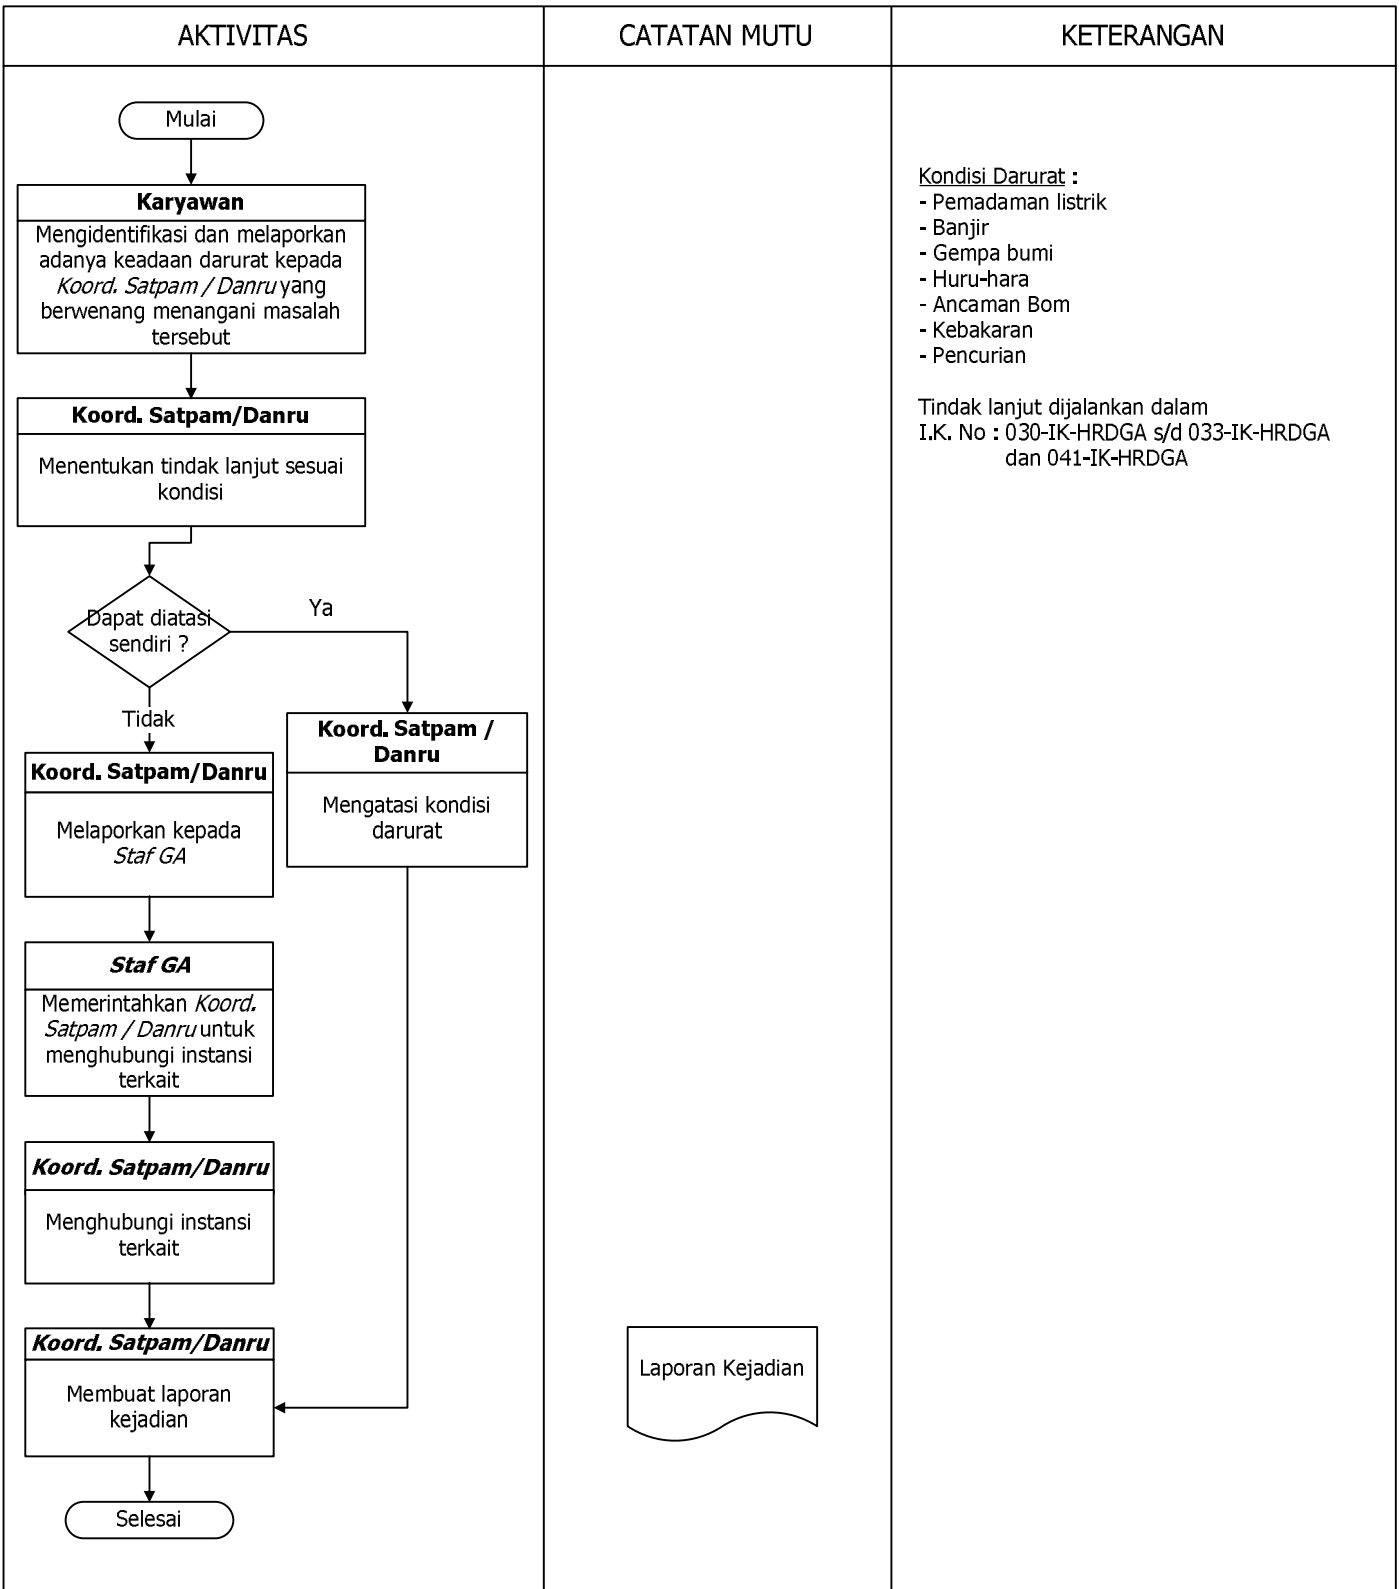 AKTIVITAS
CATATAN MUTU
KETERANGAN
Mulai
Karyawan
Mengidentifikasi dan melaporkan
adanya keadaan darurat kepada
Koord. Satpam / Danru yang
berwenang menangani masalah
tersebut
Koord. Satpam/Danru
Menentukan tindak lanjut sesuai
kondisi
Dapat diatasi
sendiri ?
Ya
Tidak
Koord. Satpam /
Danru
Mengatasi kondisi
darurat
Koord. Satpam/Danru
Melaporkan kepada
Staf GA
Staf GA
Memerintahkan Koord.
Satpam / Danru untuk
menghubungi instansi
terkait
Koord. Satpam/Danru
Menghubungi instansi
terkait
Koord. Satpam/Danru
Membuat laporan
kejadian
Selesai
Laporan Kejadian
Kondisi Darurat :
- Pemadaman listrik
- Banjir
- Gempa bumi
- Huru-hara
- Ancaman Bom
- Kebakaran
- Pencurian
Tindak lanjut dijalankan dalam
I.K. No : 030-IK-HRDGA s/d 033-IK-HRDGA
dan 041-IK-HRDGA